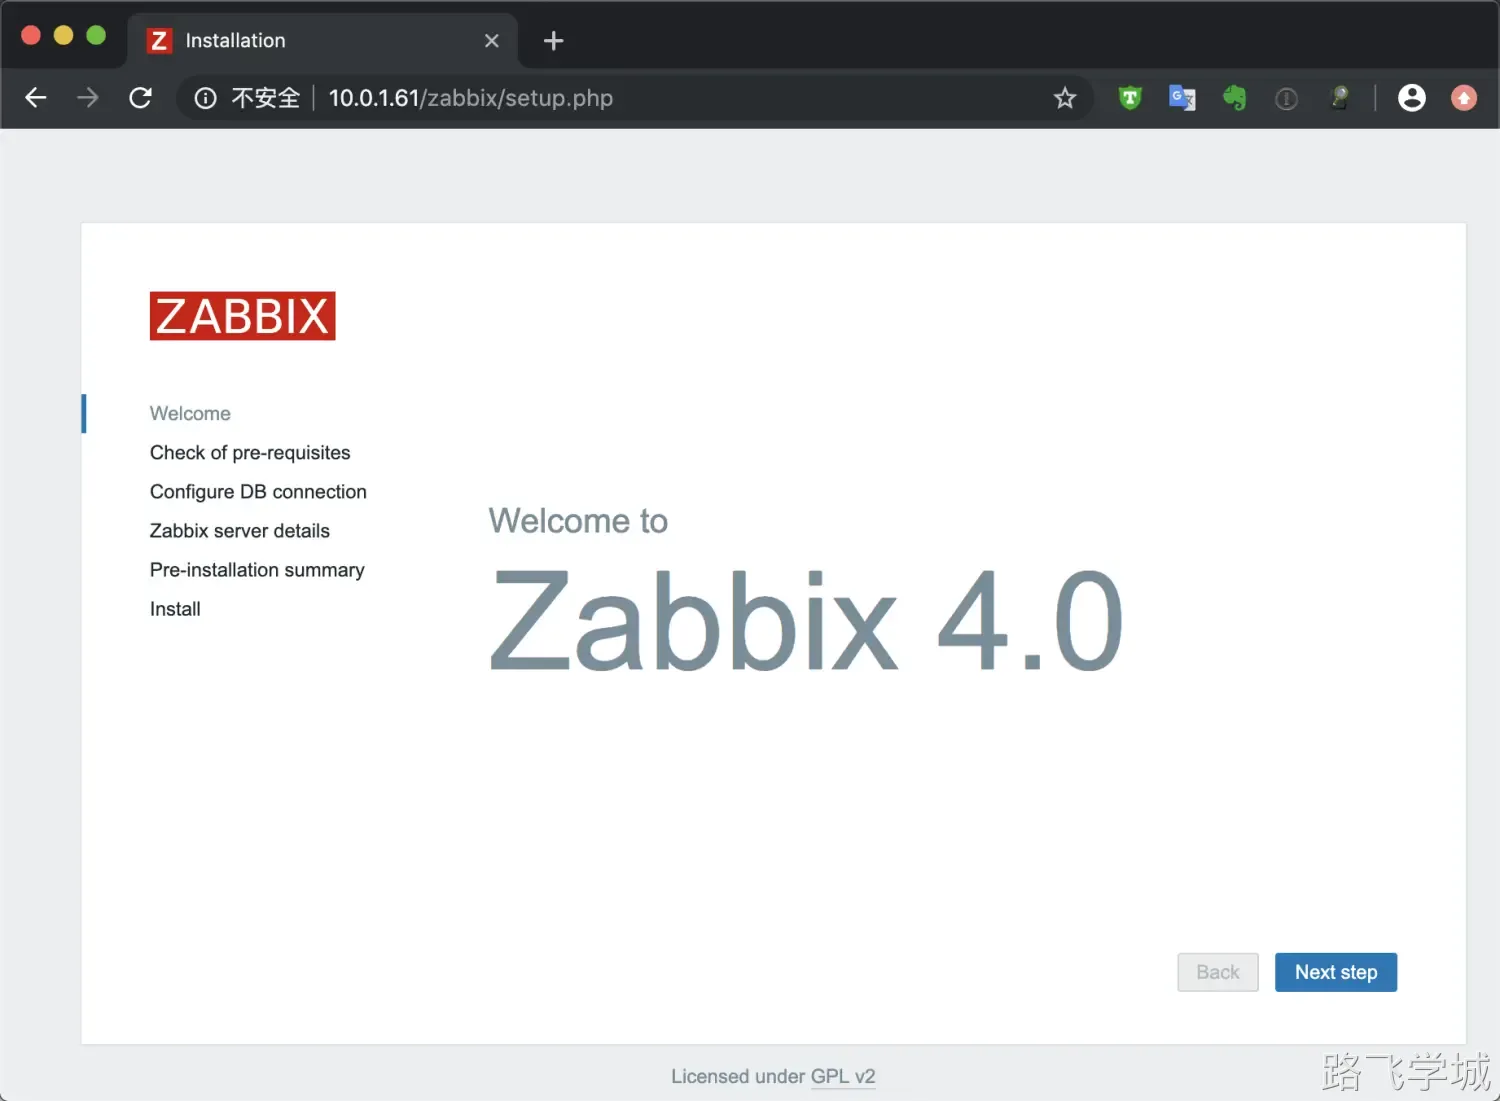 Z Installation
不安全 10.0.1.61/zabbix/setup.php
ZABBIX
Welcome
Check of pre-requisites
Configure DB connection
Zabbix server details
Pre-installation summary
Install
Welcome to
Zabbix 4.0
Back
Next step
Licensed under GPL v2
路飞学城